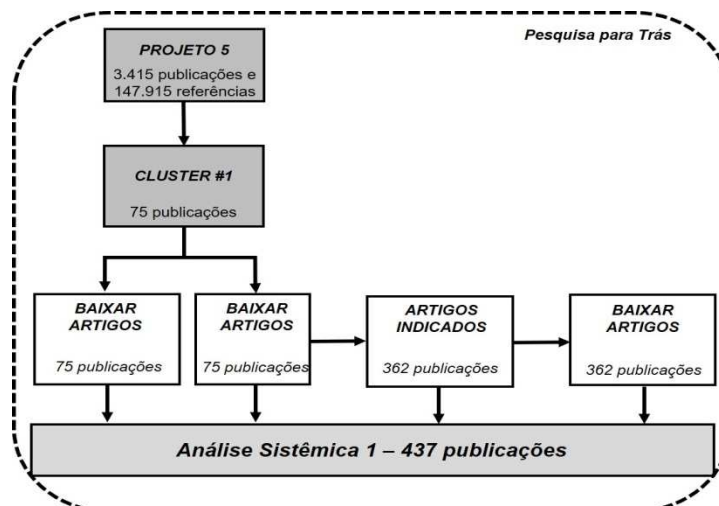 Pesquisa para Trás
PROJETO 5
3.415 publicações e
147.915 referências
CLUSTER #1
75 publicações
BAIXAR
ARTIGOS
75 publicações
BAIXAR
ARTIGOS
75 publicações
ARTIGOS
INDICADOS
362 publicações
BAIXAR
ARTIGOS
362 publicações
Análise Sistêmica 1 – 437 publicações